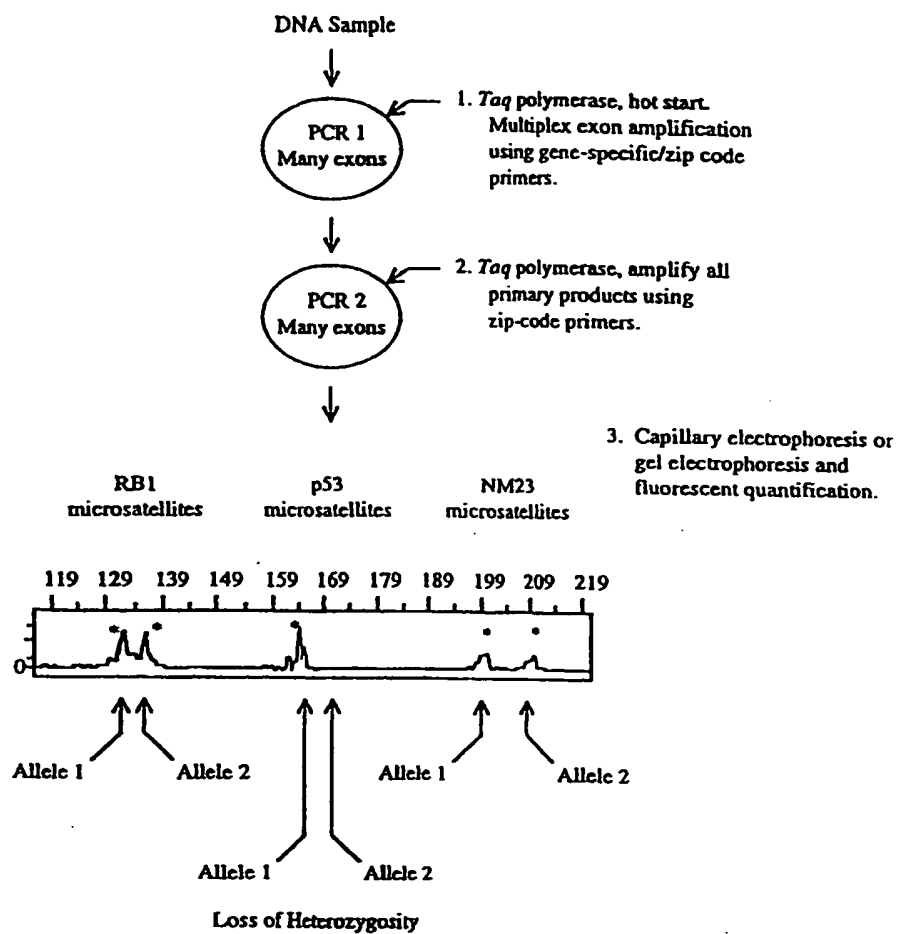 DNA Sample
PCR 1
Many exons
1. Taq polymerase, hot start.
Multiplex exon amplification
using gene-specific/zip code
primers.
PCR 2
Many exons
2. Taq polymerase, amplify all
primary products using
zip-code primers.
3. Capillary electrophoresis or
gel electrophoresis and
fluorescent quantification.
RB1
microsatellites
p53
microsatellites
NM23
microsatellites
119 129 139 149 159 169 179 189 199 209 219
* * * * *
0
Allele 1
Allele 2
Allele 1
Allele 2
Allele 1
Allele 2
Loss of Heterozygosity